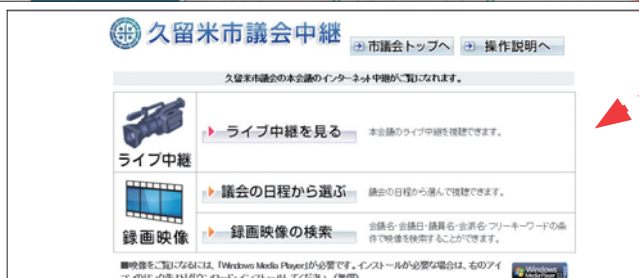 久留米市議会中継
市議会トップへ
操作説明へ
久留米市議会の本会議のインターネット中継がご覧になれます。
ライブ中継を見る
本会議のライブ中継を視聴できます。
ライブ中継
議会の日程から選ぶ
議会の日程から選んで視聴できます。
録画映像の検索
会議名・会議日・議員名・会派名・フリーキーワードの条
件で映像を検索することができます。
録画映像
■映像をご覧になるには、「Windows Media Player」が必要です。インストールが必要な場合は、右のアイ
Windows